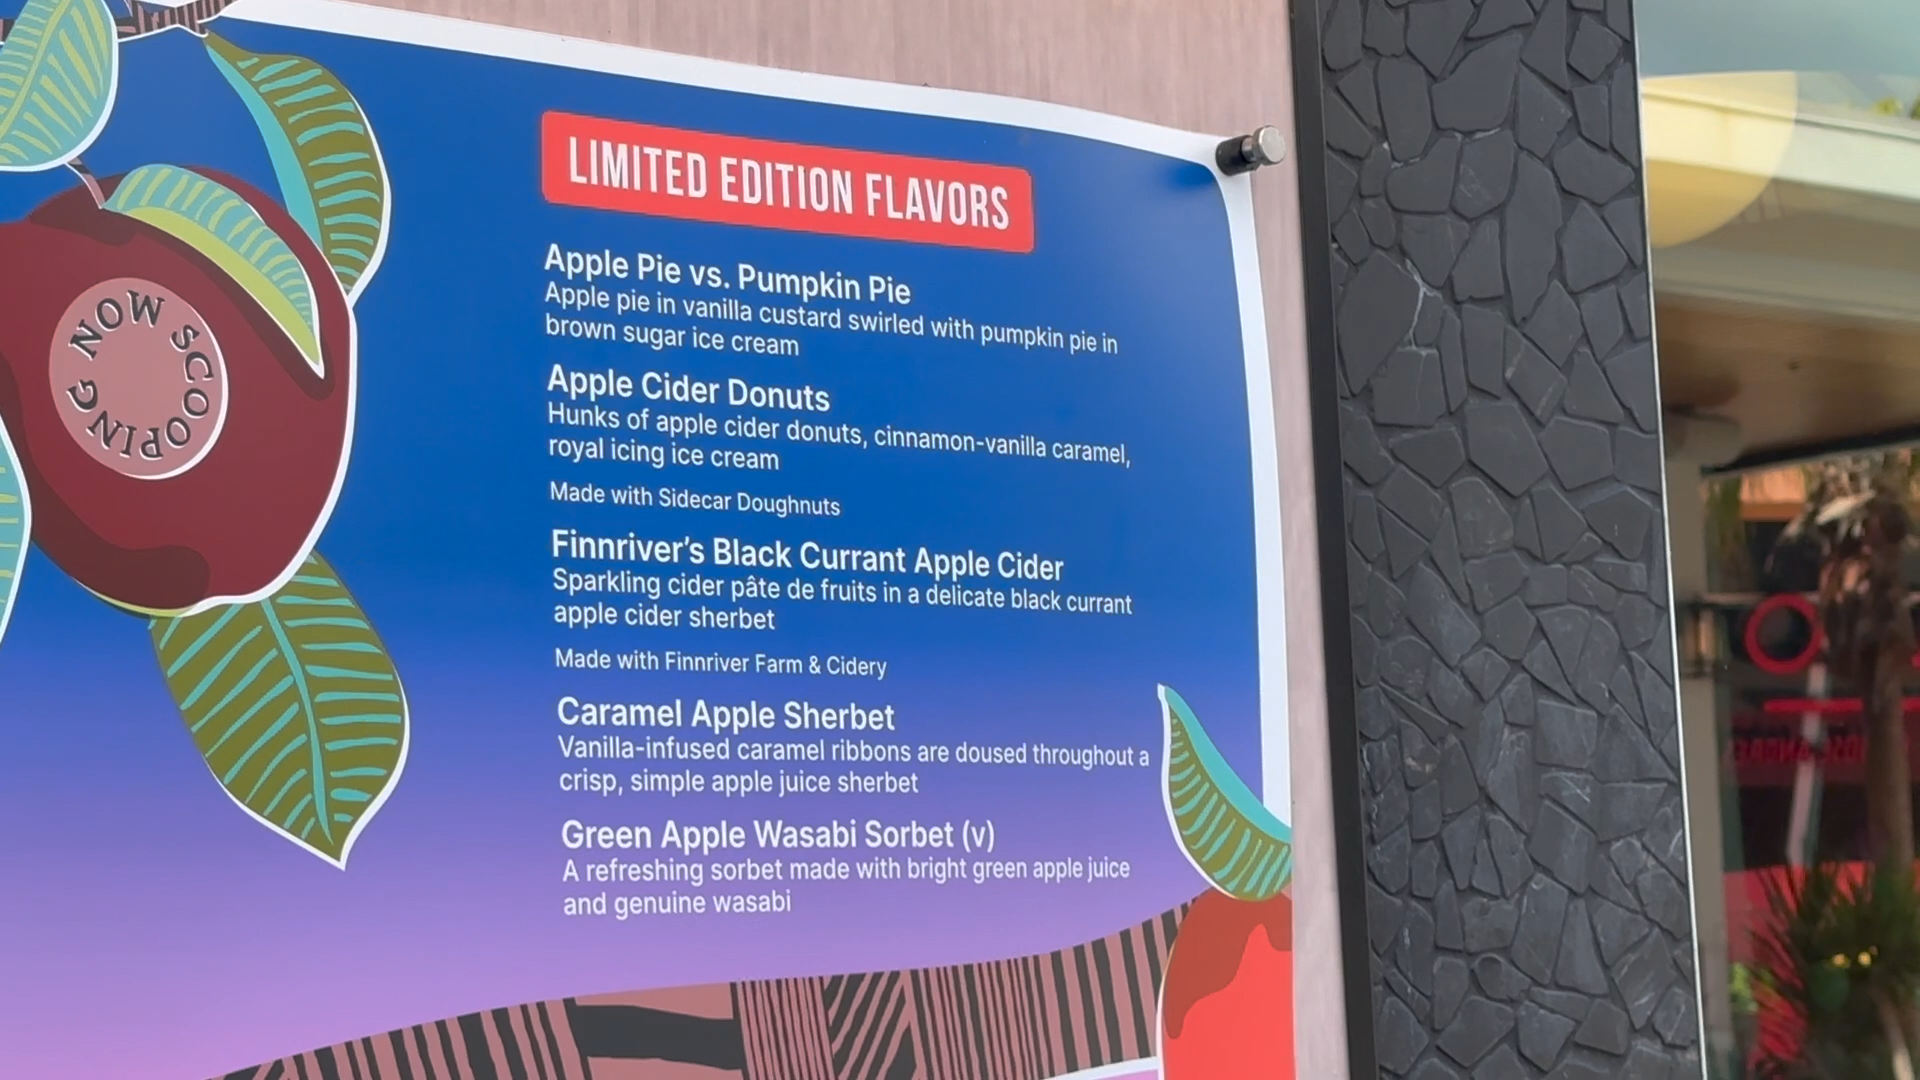 NOW SCOOPING
LIMITED EDITION FLAVORS
Apple Pie vs. Pumpkin Pie
Apple pie in vanilla custard swirled with pumpkin pie in
brown sugar ice cream
Apple Cider Donuts
Hunks of apple cider donuts, cinnamon-vanilla caramel,
royal icing ice cream
Made with Sidecar Doughnuts
Finnriver's Black Currant Apple Cider
Sparkling cider pâte de fruits in a delicate black currant
apple cider sherbet
Made with Finnriver Farm & Cidery
Caramel Apple Sherbet
Vanilla-infused caramel ribbons are doused throughout a
crisp, simple apple juice sherbet
Green Apple Wasabi Sorbet (v)
A refreshing sorbet made with bright green apple juice
and genuine wasabi